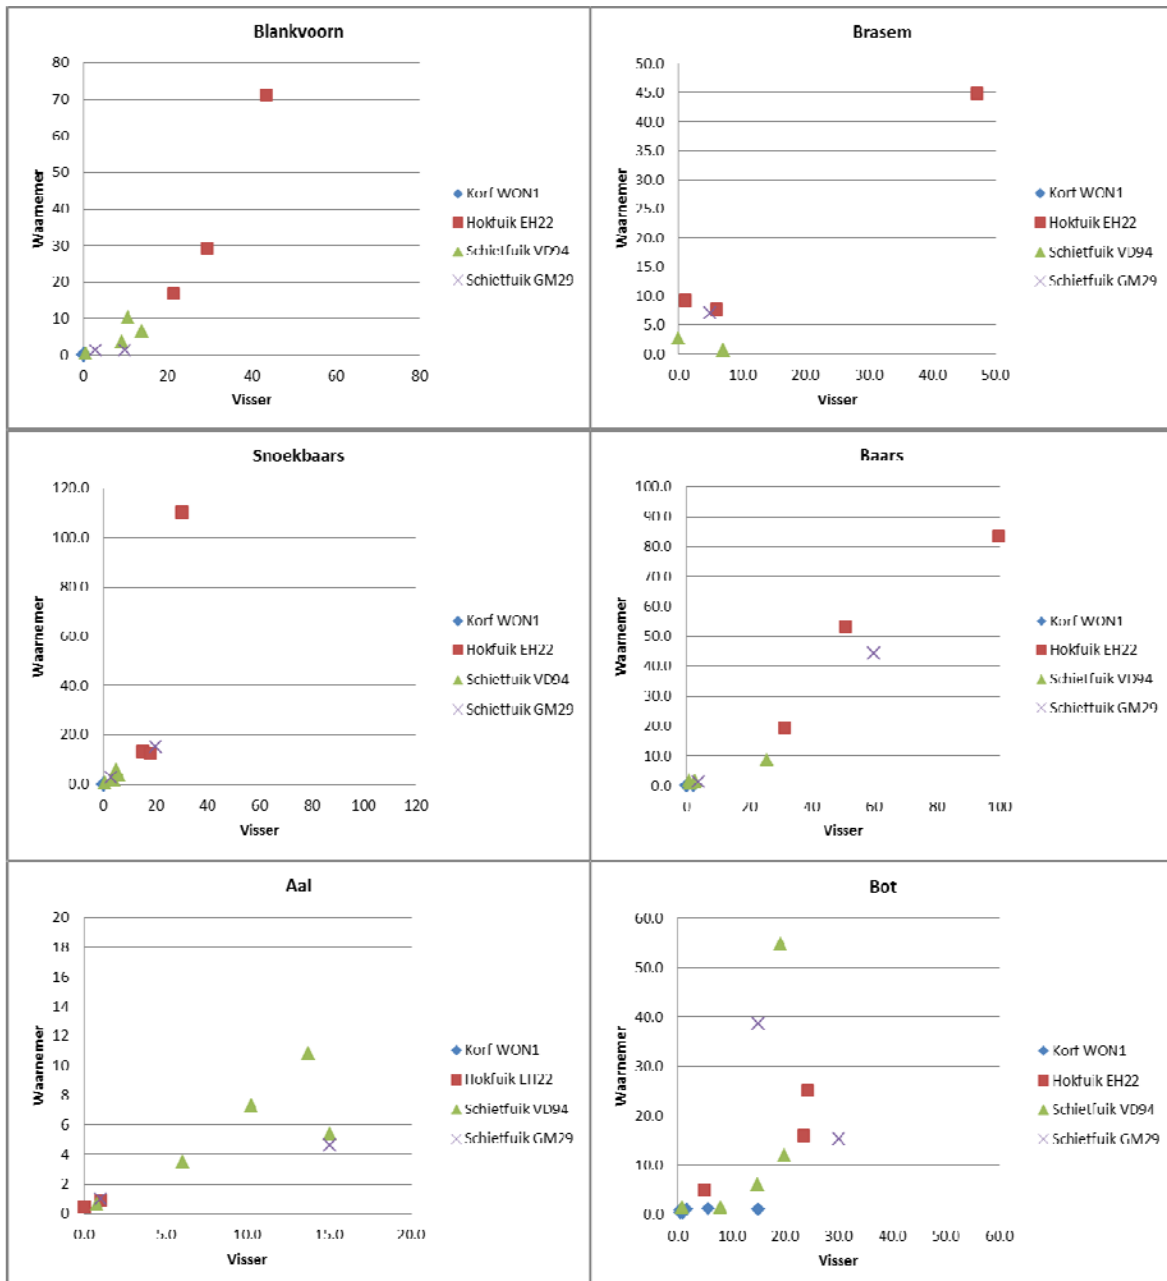 Blankvoorn
80
70
60
50
40
30
20
10
0
0 20 40 60 80
Waarnemer
Visser
Korf WON1
Hokfuik EH22
Schietfuik VD94
Schietfuik GM29
Brasem
50.0
45.0
40.0
35.0
30.0
25.0
20.0
15.0
10.0
5.0
0.0
0.0 10.0 20.0 30.0 40.0 50.0
Waarnemer
Visser
Korf WON1
Hokfuik EH22
Schietfuik VD94
Schietfuik GM29
Snoekbaars
120.0
100.0
80.0
60.0
40.0
20.0
0.0
0 20 40 60 80 100 120
Waarnemer
Visser
Korf WON1
Hokfuik EH22
Schietfuik VD94
Schietfuik GM29
Baars
100.0
90.0
80.0
70.0
60.0
50.0
40.0
30.0
20.0
10.0
0.0
0 20 40 60 80 100
Waarnemer
Visser
Korf WON1
Hokfuik EH22
Schietfuik VD94
Schietfuik GM29
Aal
20
18
16
14
12
10
8
6
4
2
0
0.0 5.0 10.0 15.0 20.0
Waarnemer
Visser
Korf WON1
Hokfuik EH22
Schietfuik VD94
Schietfuik GM29
Bot
60.0
50.0
40.0
30.0
20.0
10.0
0.0
0.0 10.0 20.0 30.0 40.0 50.0 60.0
Waarnemer
Visser
Korf WON1
Hokfuik EH22
Schietfuik VD94
Schietfuik GM29